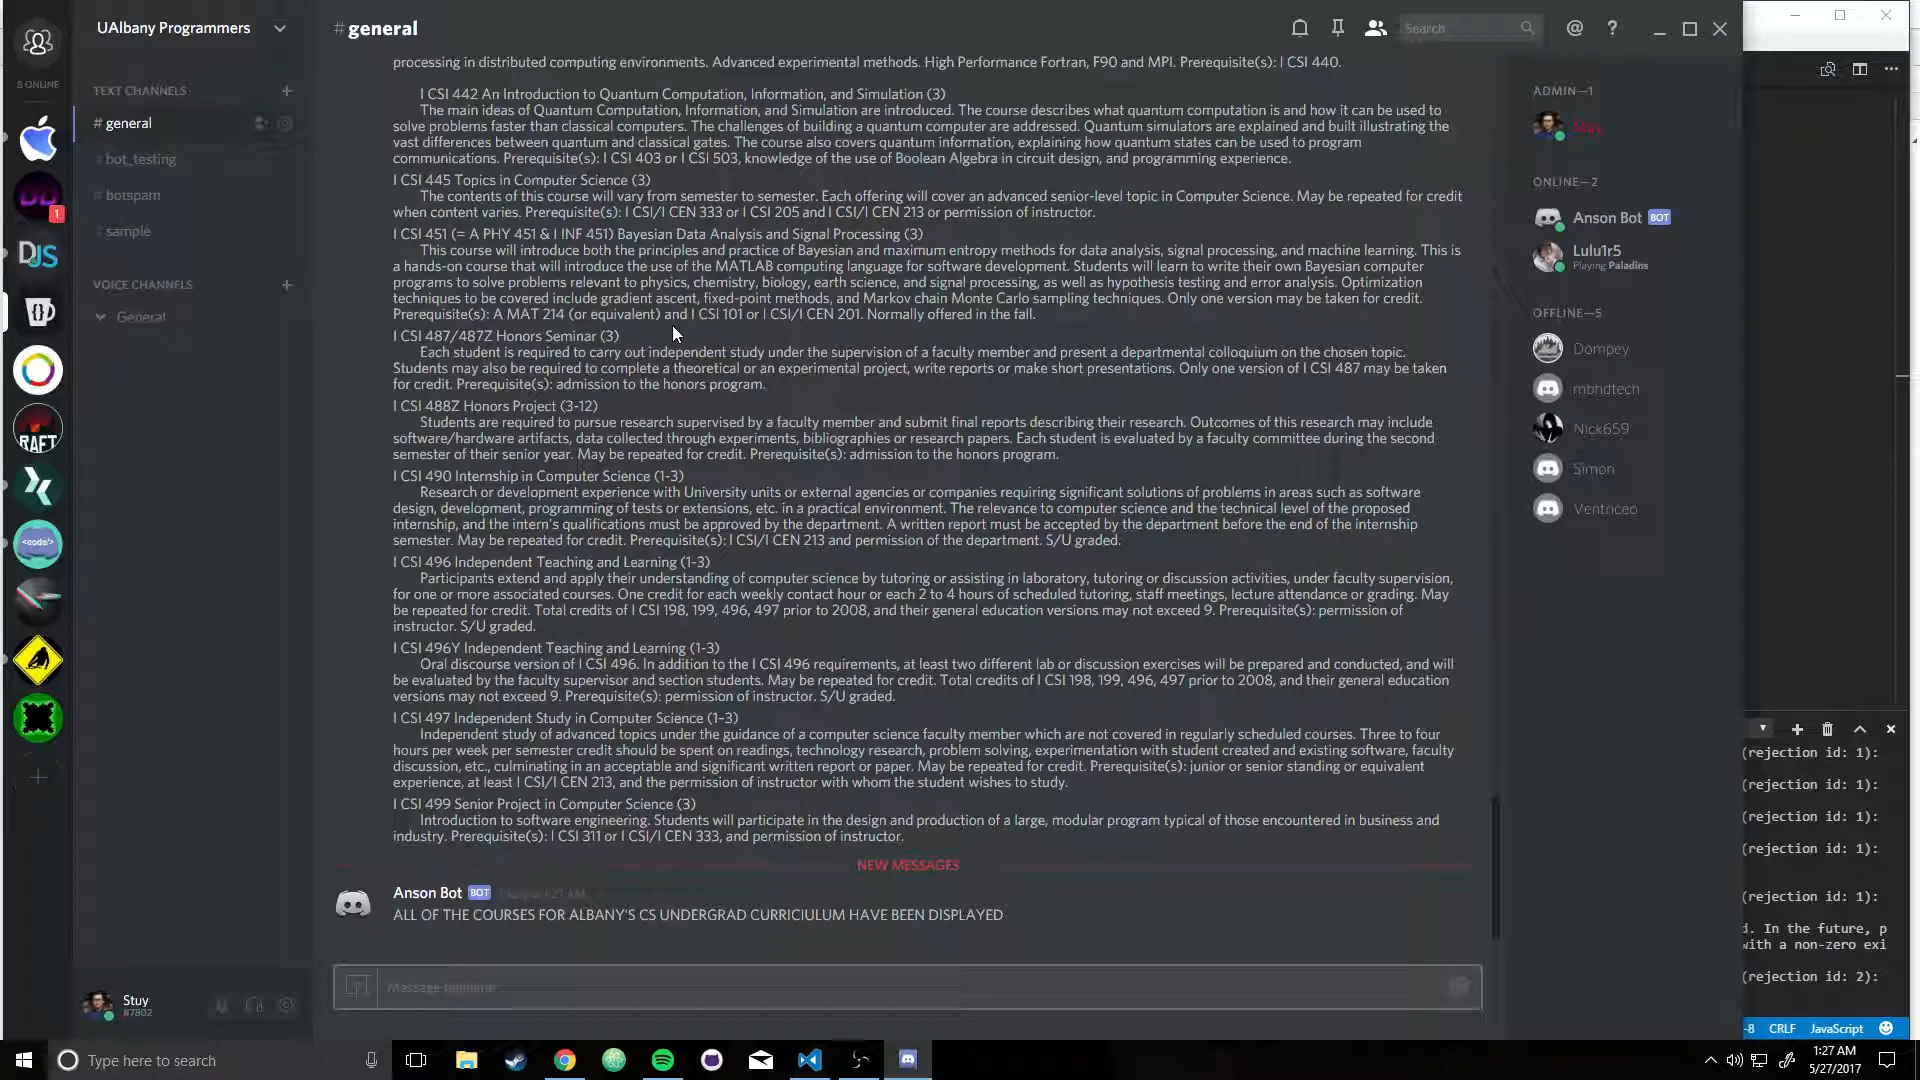 UAlbany Programmers
#general
Search
@
?
8 ONLINE
TEXT CHANNELS
# general
# bot_testing
# botspam
# sample
VOICE CHANNELS
General
1
DJS
RAFT
<code/>
processing in distributed computing environments. Advanced experimental methods. High Performance Fortran, F90 and MPI. Prerequisite(s): I CSI 440.
I CSI 442 An Introduction to Quantum Computation, Information, and Simulation (3)
The main ideas of Quantum Computation, Information, and Simulation are introduced. The course describes what quantum computation is and how it can be used to
solve problems faster than classical computers. The challenges of building a quantum computer are addressed. Quantum simulators are explained and built illustrating the
vast differences between quantum and classical gates. The course also covers quantum information, explaining how quantum states can be used to program
communications. Prerequisite(s): I CSI 403 or I CSI 503, knowledge of the use of Boolean Algebra in circuit design, and programming experience.
I CSI 445 Topics in Computer Science (3)
The contents of this course will vary from semester to semester. Each offering will cover an advanced senior-level topic in Computer Science. May be repeated for credit
when content varies. Prerequisite(s): I CSI/I CEN 333 or I CSI 205 and I CSI/I CEN 213 or permission of instructor.
I CSI 451 (= A PHY 451 & I INF 451) Bayesian Data Analysis and Signal Processing (3)
This course will introduce both the principles and practice of Bayesian and maximum entropy methods for data analysis, signal processing, and machine learning. This is
a hands-on course that will introduce the use of the MATLAB computing language for software development. Students will learn to write their own Bayesian computer
programs to solve problems relevant to physics, chemistry, biology, earth science, and signal processing, as well as hypothesis testing and error analysis. Optimization
techniques to be covered include gradient ascent, fixed-point methods, and Markov chain Monte Carlo sampling techniques. Only one version may be taken for credit.
Prerequisite(s): A MAT 214 (or equivalent) and I CSI 101 or I CSI/I CEN 201. Normally offered in the fall.
I CSI 487/487Z Honors Seminar (3)
Each student is required to carry out independent study under the supervision of a faculty member and present a departmental colloquium on the chosen topic.
Students may also be required to complete a theoretical or an experimental project, write reports or make short presentations. Only one version of I CSI 487 may be taken
for credit. Prerequisite(s): admission to the honors program.
I CSI 488Z Honors Project (3-12)
Students are required to pursue research supervised by a faculty member and submit final reports describing their research. Outcomes of this research may include
software/hardware artifacts, data collected through experiments, bibliographies or research papers. Each student is evaluated by a faculty committee during the second
semester of their senior year. May be repeated for credit. Prerequisite(s): admission to the honors program.
I CSI 490 Internship in Computer Science (1-3)
Research or development experience with University units or external agencies or companies requiring significant solutions of problems in areas such as software
design, development, programming of tests or extensions, etc. in a practical environment. The relevance to computer science and the technical level of the proposed
internship, and the intern's qualifications must be approved by the department. A written report must be accepted by the department before the end of the internship
semester. May be repeated for credit. Prerequisite(s): I CSI/I CEN 213 and permission of the department. S/U graded.
I CSI 496 Independent Teaching and Learning (1-3)
Participants extend and apply their understanding of computer science by tutoring or assisting in laboratory, tutoring or discussion activities, under faculty supervision,
for one or more associated courses. One credit for each weekly contact hour or each 2 to 4 hours of scheduled tutoring, staff meetings, lecture attendance or grading. May
be repeated for credit. Total credits of I CSI 198, 199, 496, 497 prior to 2008, and their general education versions may not exceed 9. Prerequisite(s): permission of
instructor. S/U graded.
I CSI 496Y Independent Teaching and Learning (1-3)
Oral discourse version of I CSI 496. In addition to the I CSI 496 requirements, at least two different lab or discussion exercises will be prepared and conducted, and will
be evaluated by the faculty supervisor and section students. May be repeated for credit. Total credits of I CSI 198, 199, 496, 497 prior to 2008, and their general education
versions may not exceed 9. Prerequisite(s): permission of instructor. S/U graded.
I CSI 497 Independent Study in Computer Science (1–3)
Independent study of advanced topics under the guidance of a computer science faculty member which are not covered in regularly scheduled courses. Three to four
hours per week per semester credit should be spent on readings, technology research, problem solving, experimentation with student created and existing software, faculty
discussion, etc., culminating in an acceptable and significant written report or paper. May be repeated for credit. Prerequisite(s): junior or senior standing or equivalent
experience, at least I CSI/I CEN 213, and the permission of instructor with whom the student wishes to study.
I CSI 499 Senior Project in Computer Science (3)
Introduction to software engineering. Students will participate in the design and production of a large, modular program typical of those encountered in business and
industry. Prerequisite(s): I CSI 311 or I CSI/I CEN 333, and permission of instructor.
NEW MESSAGES
Anson Bot BOT
ALL OF THE COURSES FOR ALBANY'S CS UNDERGRAD CURRICIULUM HAVE BEEN DISPLAYED
Message #general
Stuy
#7802
ADMIN—1
Stuy
ONLINE—2
Anson Bot BOT
Lulu1r5
Playing Paladins
OFFLINE—5
Dompey
mbhdtech
Nick659
Simon
Ventriceo
(rejection id: 1):
(rejection id: 1):
(rejection id: 1):
(rejection id: 1):
(rejection id: 1):
d. In the future, p
with a non-zero exi
(rejection id: 2):
-8 CRLF JavaScript
Type here to search
1:27 AM
5/27/2017